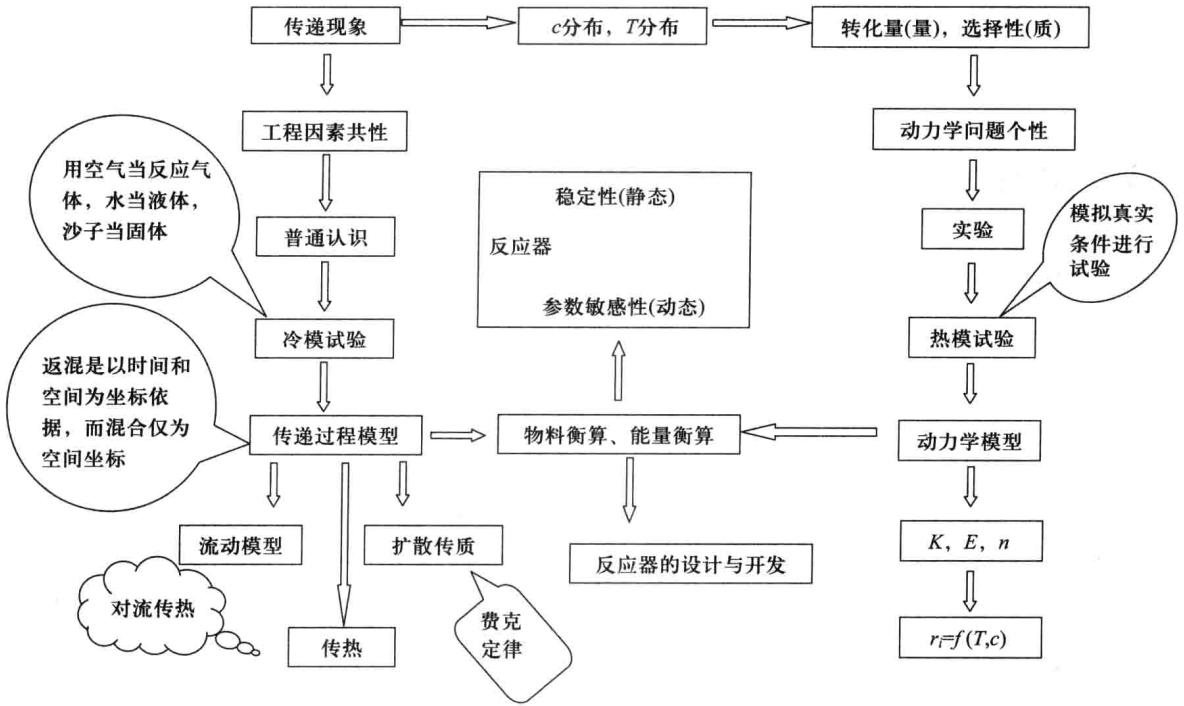 传递现象
c分布，T分布
转化量(量)，选择性(质)
工程因素共性
动力学问题个性
用空气当反应气
体，水当液体，
沙子当固体
稳定性(静态)
反应器
参数敏感性(动态)
普通认识
实验
模拟真实
条件进行
试验
冷模试验
热模试验
返混是以时间和
空间为坐标依
据，而混合仅为
空间坐标
传递过程模型
物料衡算、能量衡算
动力学模型
流动模型
扩散传质
反应器的设计与开发
K，E，n
对流传热
传热
费克
定律
rᵢ=f(T,c)